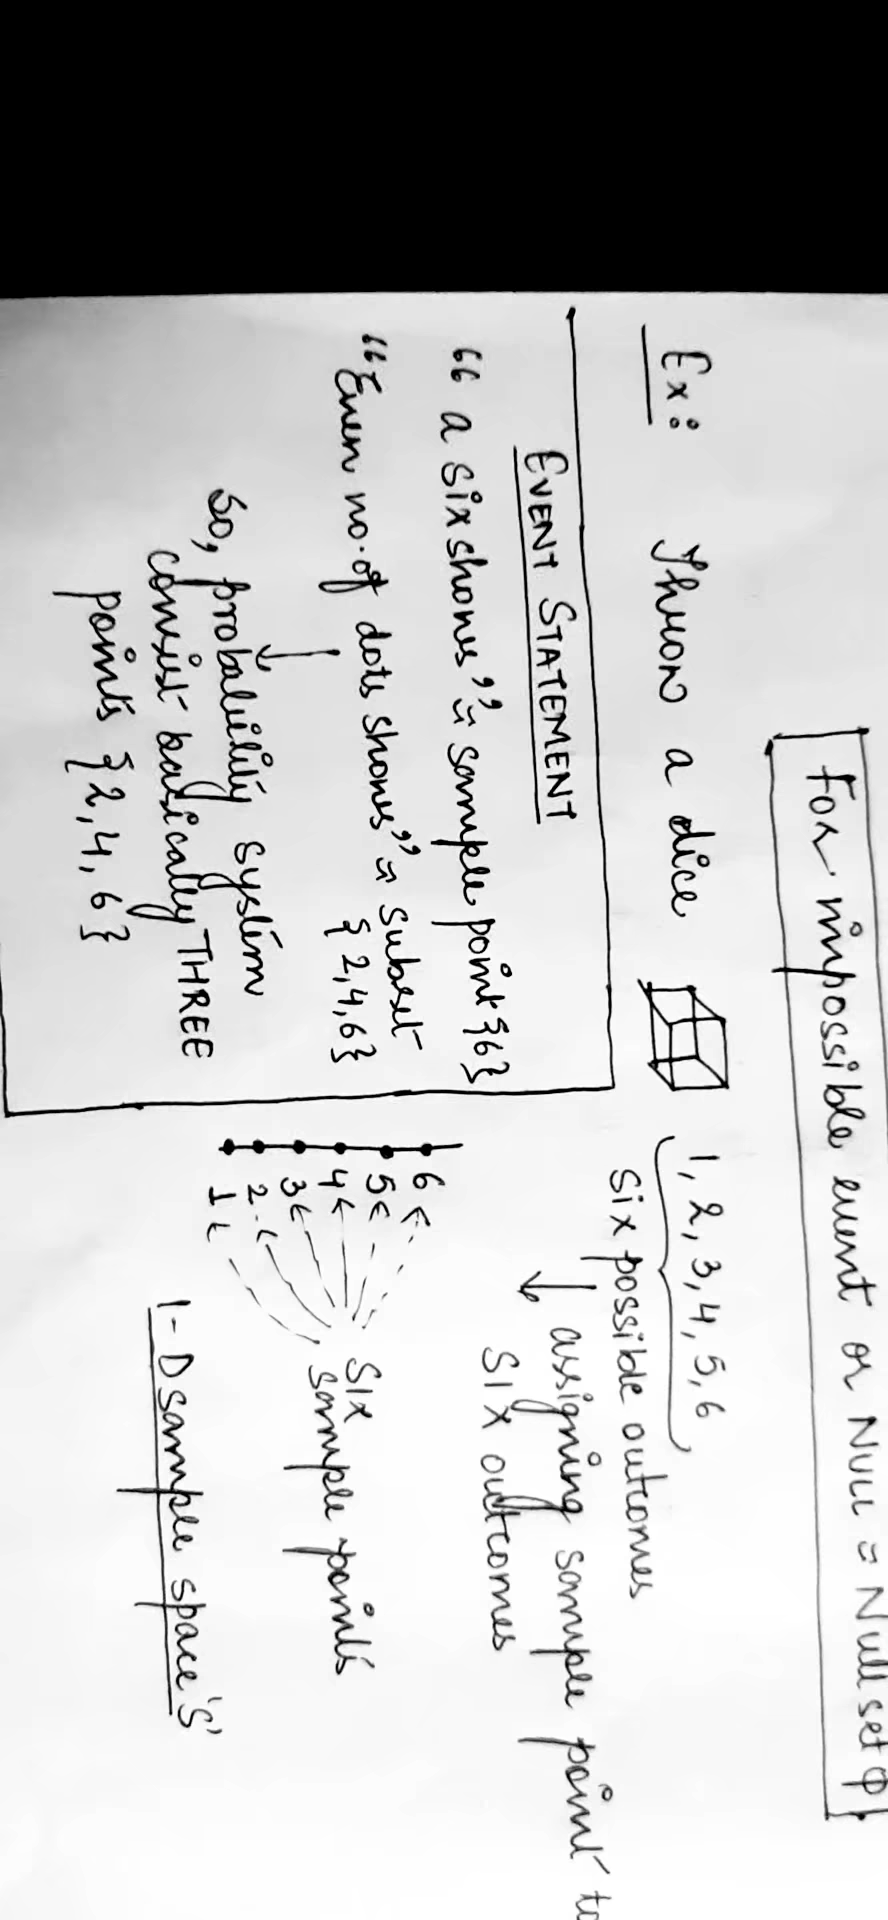 For impossible event or NULL = Null set φ
Ex: Throw a dice 1, 2, 3, 4, 5, 6,
six possible outcomes
assigning sample point to
SIX outcomes
EVENT STATEMENT
"a six shows" ≈ sample point {6}
"Even no. of dots shows" ≈ subset
{2,4,6}
So, probability system
consist basically THREE
points {2,4,6}
1 2 3 4 5 6
Six
sample points
1-D sample space 'S'